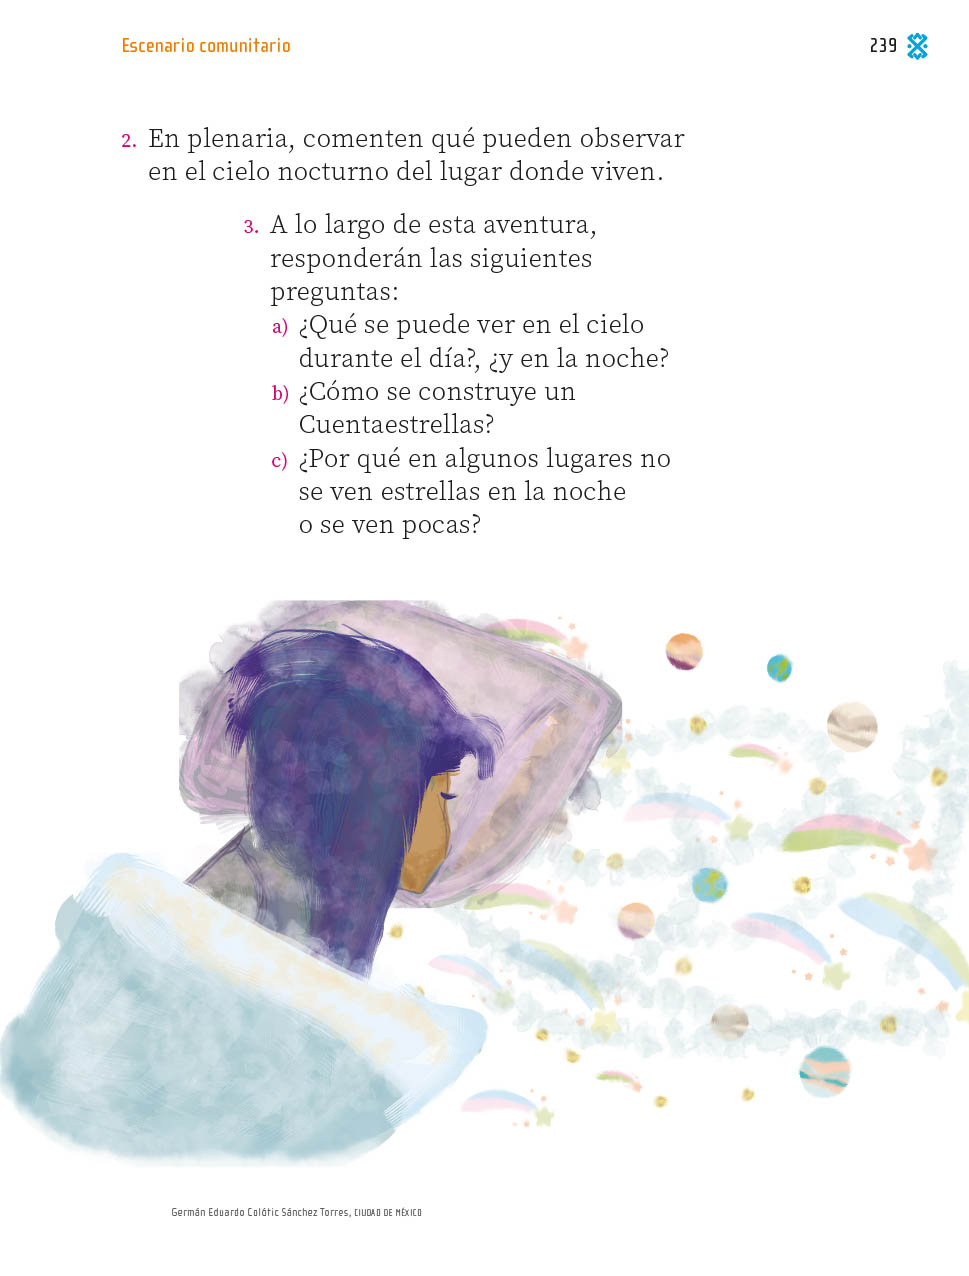 Escenario comunitario
239
2. En plenaria, comenten qué pueden observar
en el cielo nocturno del lugar donde viven.
3. A lo largo de esta aventura,
responderán las siguientes
preguntas:
a) ¿Qué se puede ver en el cielo
durante el día?, ¿y en la noche?
b) ¿Cómo se construye un
Cuentaestrellas?
c) ¿Por qué en algunos lugares no
se ven estrellas en la noche
o se ven pocas?
Germán Eduardo Colótic Sánchez Torres, CIUDAD DE MÉXICO